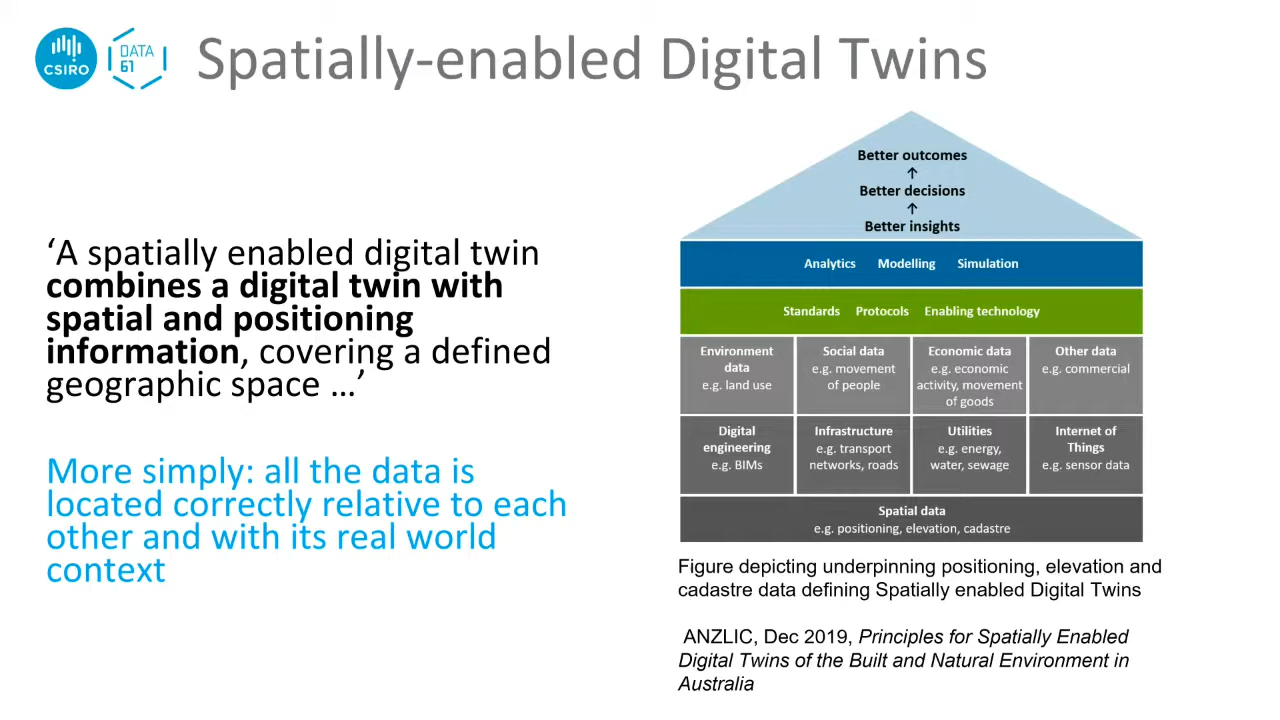 CSIRO
DATA
61
Spatially-enabled Digital Twins
‘A spatially enabled digital twin
combines a digital twin with
spatial and positioning
information, covering a defined
geographic space ...’
More simply: all the data is
located correctly relative to each
other and with its real world
context
Better outcomes
↑
Better decisions
↑
Better insights
Analytics Modelling Simulation
Standards Protocols Enabling technology
Environment
data
e.g. land use
Social data
e.g. movement
of people
Economic data
e.g. economic
activity, movement
of goods
Other data
e.g. commercial
Digital
engineering
e.g. BIMs
Infrastructure
e.g. transport
networks, roads
Utilities
e.g. energy,
water, sewage
Internet of
Things
e.g. sensor data
Spatial data
e.g. positioning, elevation, cadastre
Figure depicting underpinning positioning, elevation and
cadastre data defining Spatially enabled Digital Twins
ANZLIC, Dec 2019, Principles for Spatially Enabled
Digital Twins of the Built and Natural Environment in
Australia